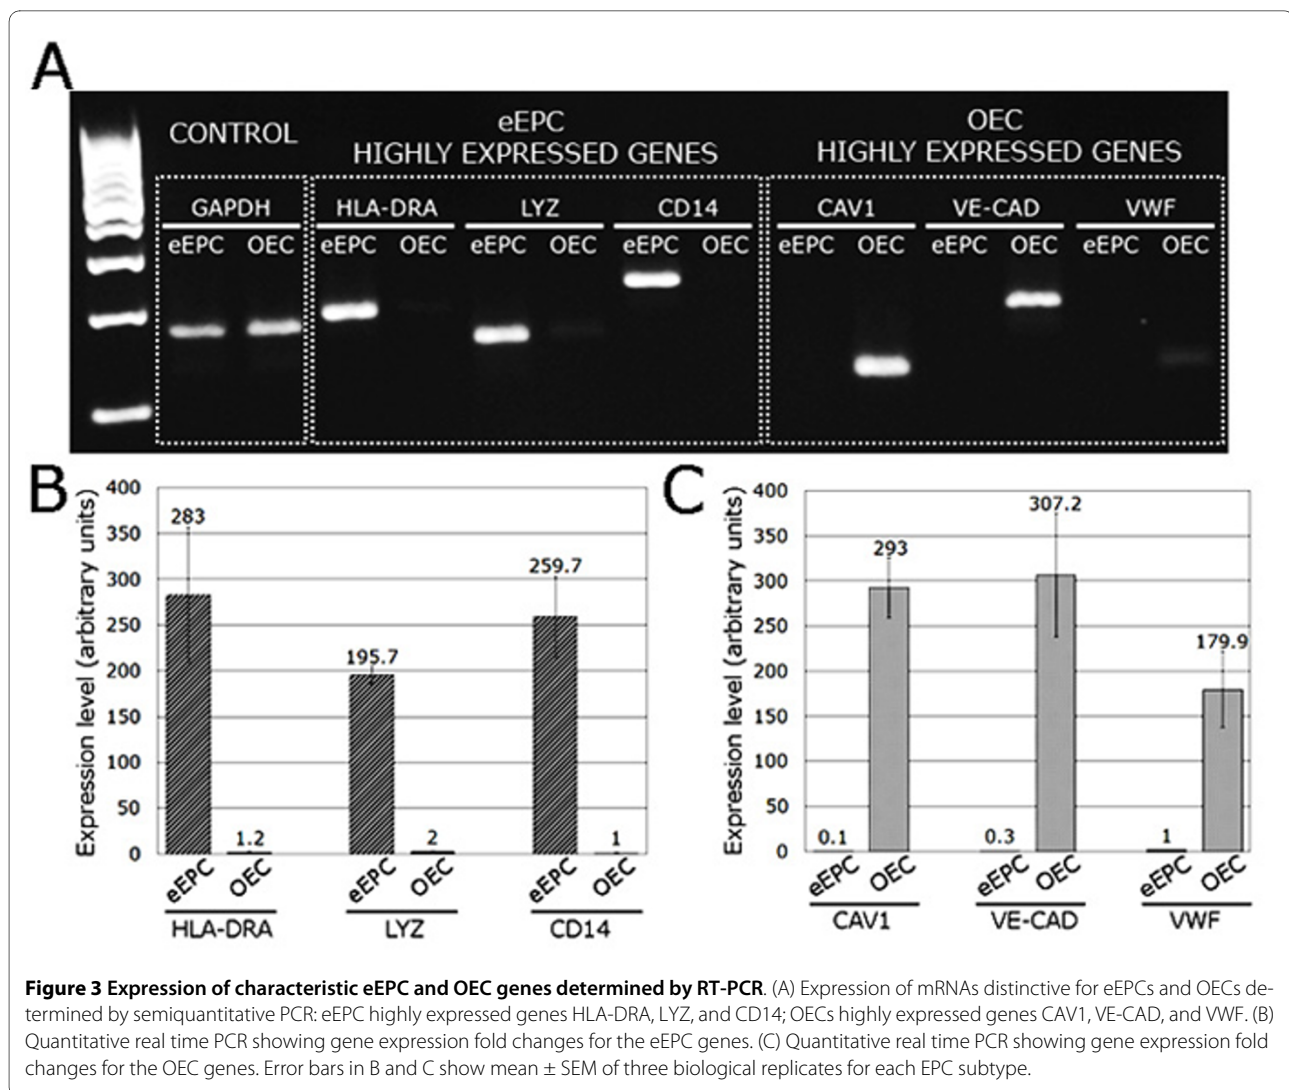 A
CONTROL
eEPC
HIGHLY EXPRESSED GENES
OEC
HIGHLY EXPRESSED GENES
GAPDH HLA-DRA LYZ CD14 CAV1 VE-CAD VWF
eEPC OEC eEPC OEC eEPC OEC eEPC OEC eEPC OEC eEPC OEC eEPC OEC
B
Expression level (arbitrary units)
400
350
300
250
200
150
100
50
0
283
1.2
195.7
2
259.7
1
eEPC OEC eEPC OEC eEPC OEC
HLA-DRA LYZ CD14
C
Expression level (arbitrary units)
400
350
300
250
200
150
100
50
0
0.1
293
0.3
307.2
1
179.9
eEPC OEC eEPC OEC eEPC OEC
CAV1 VE-CAD VWF
Figure 3 Expression of characteristic eEPC and OEC genes determined by RT-PCR. (A) Expression of mRNAs distinctive for eEPCs and OECs de-
termined by semiquantitative PCR: eEPC highly expressed genes HLA-DRA, LYZ, and CD14; OECs highly expressed genes CAV1, VE-CAD, and VWF. (B)
Quantitative real time PCR showing gene expression fold changes for the eEPC genes. (C) Quantitative real time PCR showing gene expression fold
changes for the OEC genes. Error bars in B and C show mean ± SEM of three biological replicates for each EPC subtype.